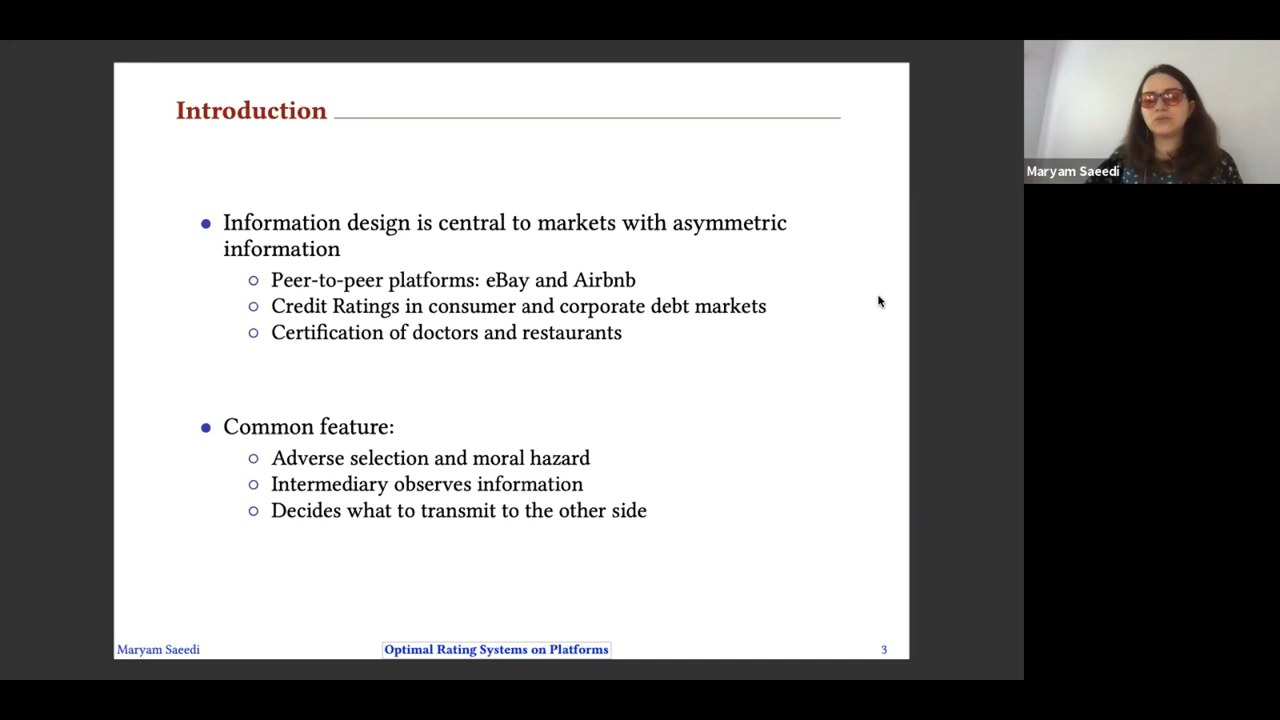 Introduction
Information design is central to markets with asymmetric
information
Peer-to-peer platforms: eBay and Airbnb
Credit Ratings in consumer and corporate debt markets
Certification of doctors and restaurants
Common feature:
Adverse selection and moral hazard
Intermediary observes information
Decides what to transmit to the other side
Maryam Saeedi
Optimal Rating Systems on Platforms
3
Maryam Saeedi